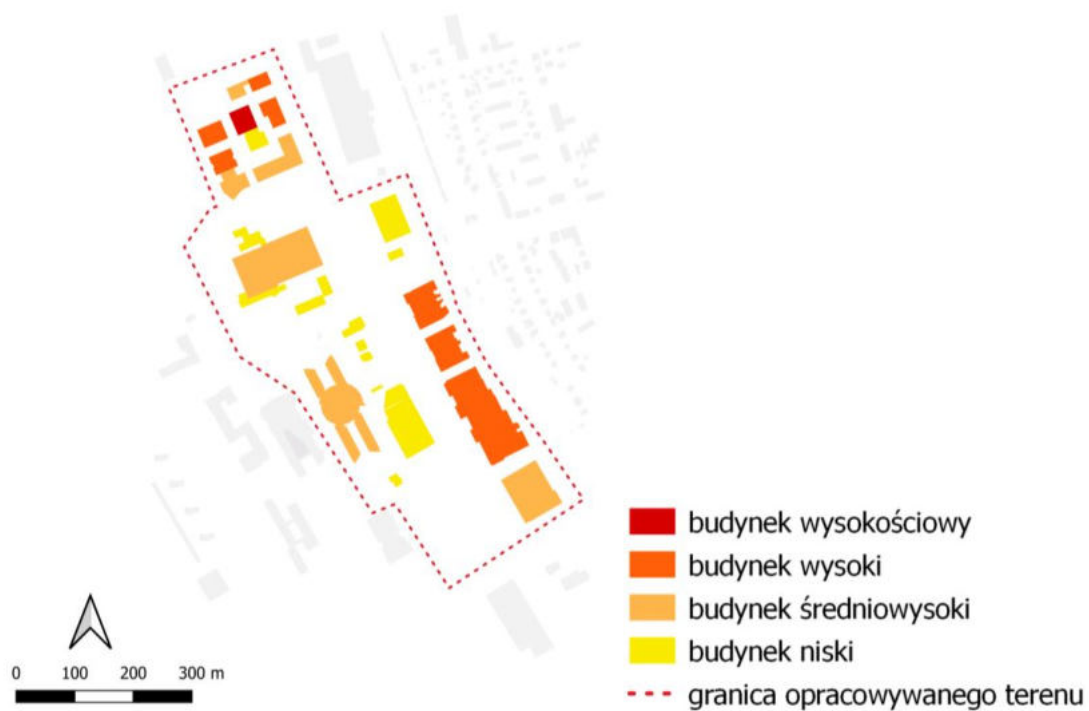 budynek wysokościowy
budynek wysoki
budynek średniowysoki
budynek niski
granica opracowywanego terenu
0 100 200 300 m